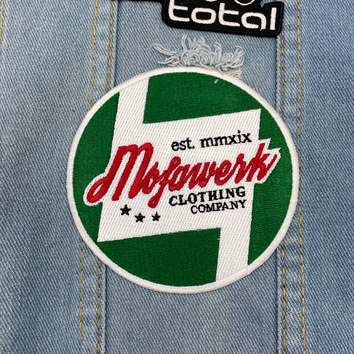 total
est. mmxix
Mofawerk
CLOTHING
COMPANY